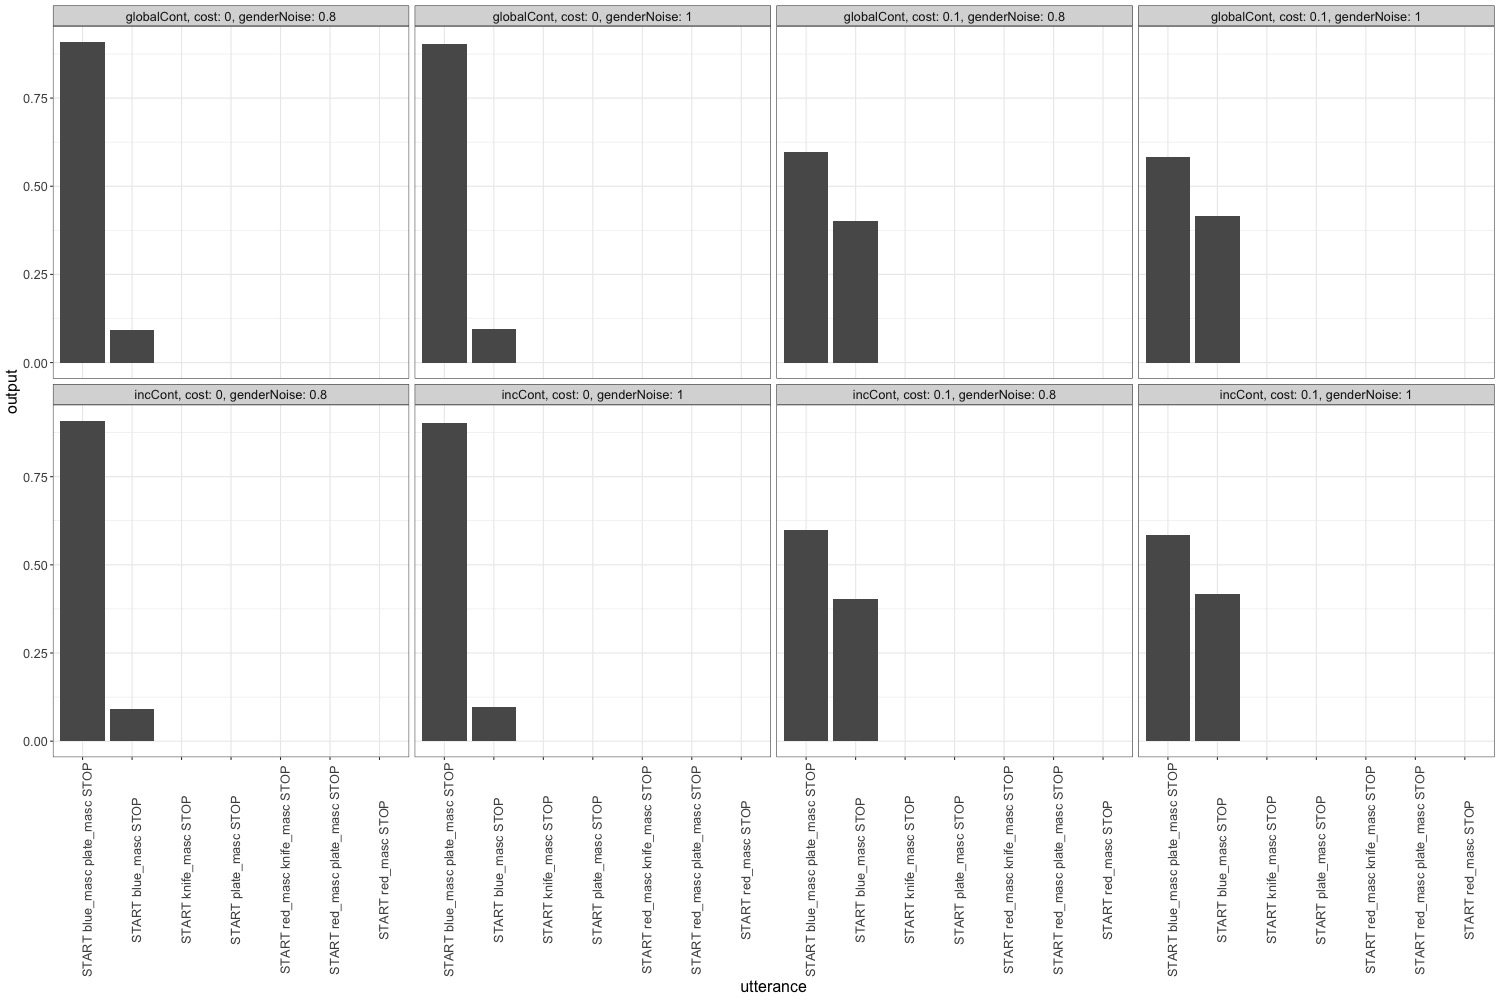 globalCont, cost: 0, genderNoise: 0.8
globalCont, cost: 0, genderNoise: 1
globalCont, cost: 0.1, genderNoise: 0.8
globalCont, cost: 0.1, genderNoise: 1
0.75
0.50
0.25
0.00
output
incCont, cost: 0, genderNoise: 0.8
incCont, cost: 0, genderNoise: 1
incCont, cost: 0.1, genderNoise: 0.8
incCont, cost: 0.1, genderNoise: 1
0.75
0.50
0.25
0.00
START blue_masc plate_masc STOP
START blue_masc STOP
START knife_masc STOP
START plate_masc STOP
START red_masc knife_masc STOP
START red_masc plate_masc STOP
START red_masc STOP
START blue_masc plate_masc STOP
START blue_masc STOP
START knife_masc STOP
START plate_masc STOP
START red_masc knife_masc STOP
START red_masc plate_masc STOP
START red_masc STOP
START blue_masc plate_masc STOP
START blue_masc STOP
START knife_masc STOP
START plate_masc STOP
START red_masc knife_masc STOP
START red_masc plate_masc STOP
START red_masc STOP
START blue_masc plate_masc STOP
START blue_masc STOP
START knife_masc STOP
START plate_masc STOP
START red_masc knife_masc STOP
START red_masc plate_masc STOP
START red_masc STOP
utterance